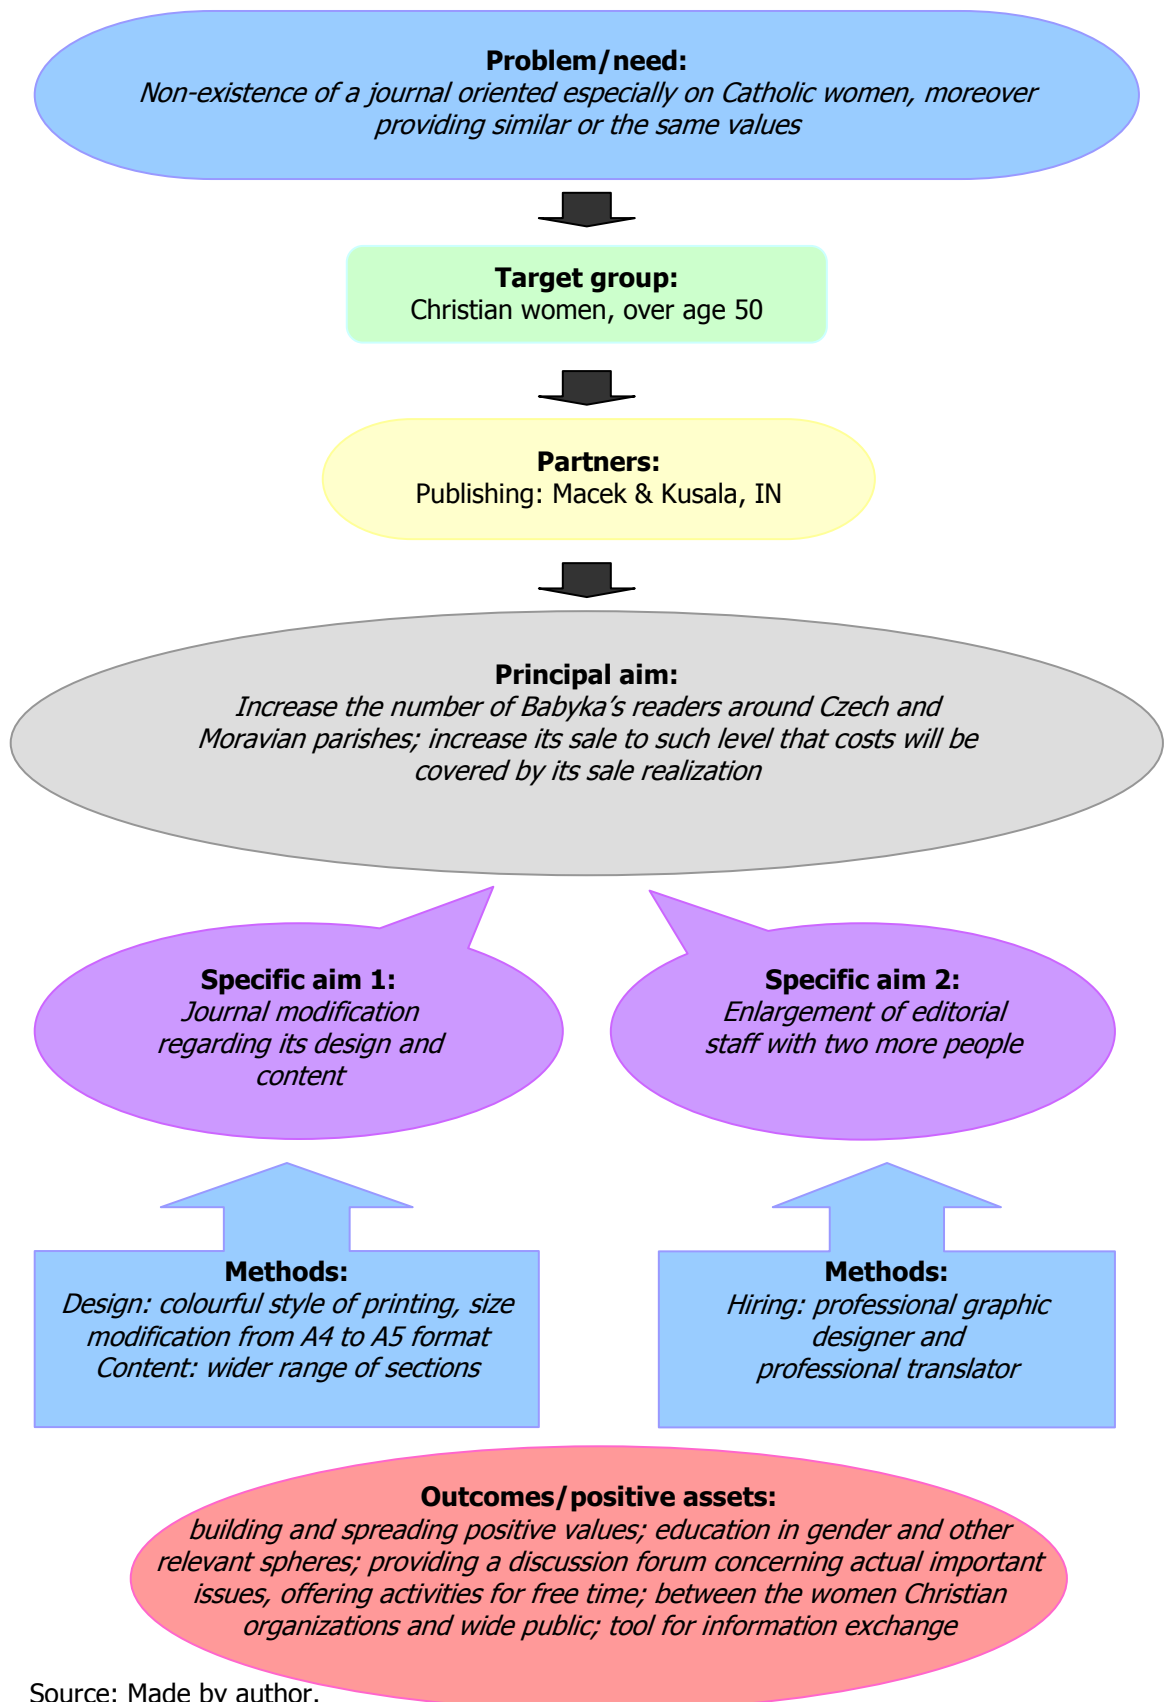 Problem/need:
Non-existence of a journal oriented especially on Catholic women, moreover
providing similar or the same values
Target group:
Christian women, over age 50
Partners:
Publishing: Macek & Kusala, IN
Principal aim:
Increase the number of Babyka’s readers around Czech and
Moravian parishes; increase its sale to such level that costs will be
covered by its sale realization
Specific aim 1:
Journal modification
regarding its design and
content
Specific aim 2:
Enlargement of editorial
staff with two more people
Methods:
Design: colourful style of printing, size
modification from A4 to A5 format
Content: wider range of sections
Methods:
Hiring: professional graphic
designer and
professional translator
Outcomes/positive assets:
building and spreading positive values; education in gender and other
relevant spheres; providing a discussion forum concerning actual important
issues, offering activities for free time; between the women Christian
organizations and wide public; tool for information exchange
Source: Made by author.